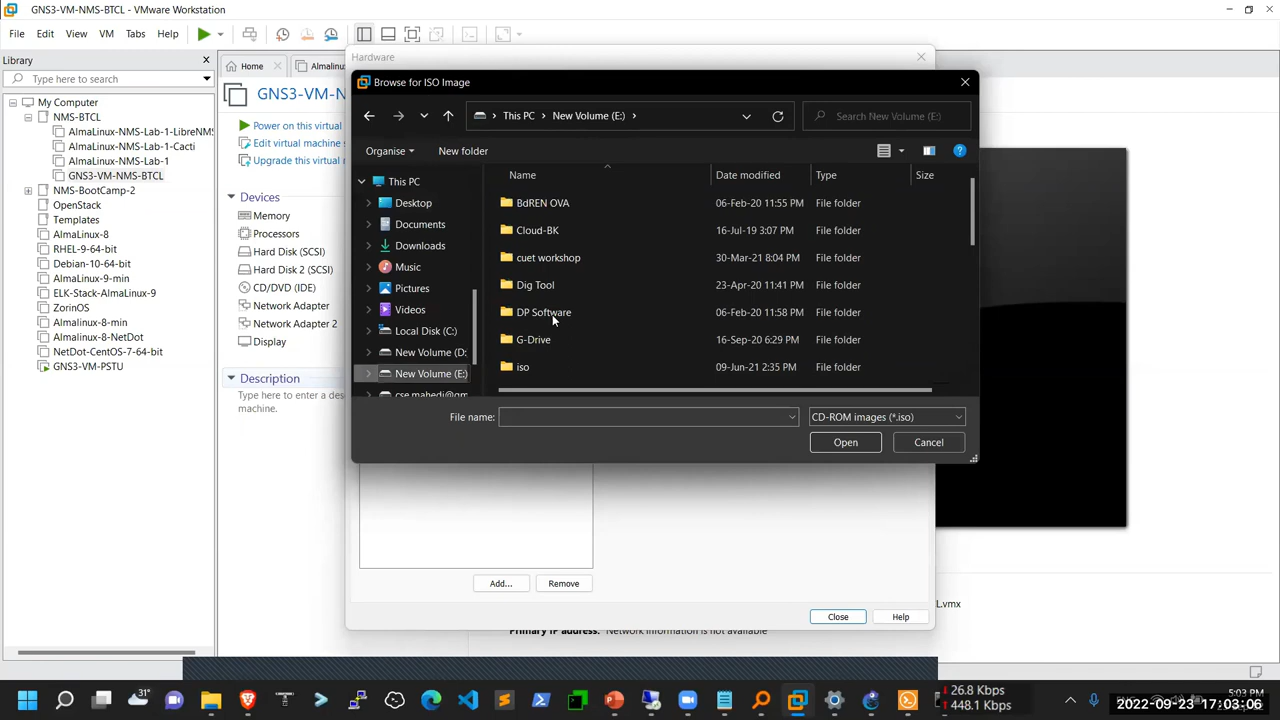 GNS3-VM-NMS-BTCL - VMware Workstation
File Edit View VM Tabs Help
Library
Type here to search
My Computer
NMS-BTCL
AlmaLinux-NMS-Lab-1-LibreNMS
AlmaLinux-NMS-Lab-1-Cacti
AlmaLinux-NMS-Lab-1
GNS3-VM-NMS-BTCL
NMS-BootCamp-2
OpenStack
Templates
AlmaLinux-8
RHEL-9-64-bit
Debian-10-64-bit
AlmaLinux-9-min
ELK-Stack-AlmaLinux-9
ZorinOS
Almalinux-8-min
Almalinux-8-NetDot
NetDot-CentOS-7-64-bit
GNS3-VM-PSTU
Home
Almalinu
GNS3-VM-N
Power on this virtual
Edit virtual machine s
Upgrade this virtual m
Devices
Memory
Processors
Hard Disk (SCSI)
Hard Disk 2 (SCSI)
CD/DVD (IDE)
Network Adapter
Network Adapter 2
Display
Description
Type here to enter a des
machine.
Hardware
Browse for ISO Image
This PC
New Volume (E:)
Search New Volume (E:)
Organise
New folder
This PC
Desktop
Documents
Downloads
Music
Pictures
Videos
Local Disk (C:)
New Volume (D:
New Volume (E:)
cse.mahedi@gm
Name Date modified Type Size
BdREN OVA 06-Feb-20 11:55 PM File folder
Cloud-BK 16-Jul-19 3:07 PM File folder
cuet workshop 30-Mar-21 8:04 PM File folder
Dig Tool 23-Apr-20 11:41 PM File folder
DP Software 06-Feb-20 11:58 PM File folder
G-Drive 16-Sep-20 6:29 PM File folder
iso 09-Jun-21 2:35 PM File folder
File name:
CD-ROM images (*.iso)
Open
Cancel
Add...
Remove
Close
Help
L.vmx
Primary IP address: Network information is not available
31°
26.8 Kbps
448.1 Kbps
5:03 PM
2022-09-23 17:03:06